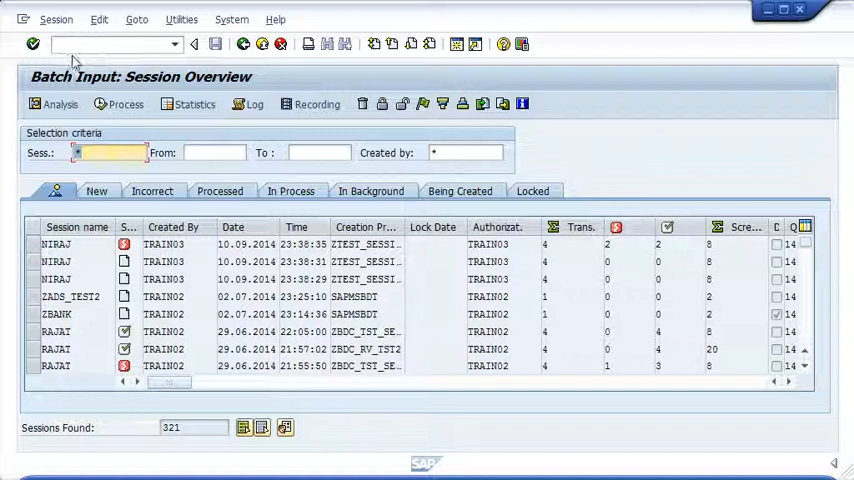 Session Edit Goto Utilities System Help
Batch Input: Session Overview
Analysis Process Statistics Log Recording
Selection criteria
Sess.: * From: To : Created by: *
New Incorrect Processed In Process In Background Being Created Locked
Session name S... Created By Date Time Creation Pr... Lock Date Authorizat. Trans. Scre... D Q
NIRAJ TRAIN03 10.09.2014 23:38:35 ZTEST_SESSI... TRAIN03 4 2 2 8 14
NIRAJ TRAIN03 10.09.2014 23:38:31 ZTEST_SESSI... TRAIN03 4 0 0 8 14
NIRAJ TRAIN03 10.09.2014 23:38:29 ZTEST_SESSI... TRAIN03 4 0 0 8 14
ZADS_TEST2 TRAIN02 02.07.2014 23:25:10 SAPMSBDT TRAIN02 1 0 0 2 14
ZBANK TRAIN02 02.07.2014 23:14:36 SAPMSBDT TRAIN02 1 0 0 2 14
RAJAT TRAIN02 29.06.2014 22:05:00 ZBDC_TST_SE... TRAIN02 4 0 4 8 14
RAJAT TRAIN02 29.06.2014 21:57:02 ZBDC_RV_TST2 TRAIN02 4 0 4 20 14
RAJAT TRAIN02 29.06.2014 21:55:50 ZBDC_TST_SE... TRAIN02 4 1 3 8 14
Sessions Found: 321
SAP